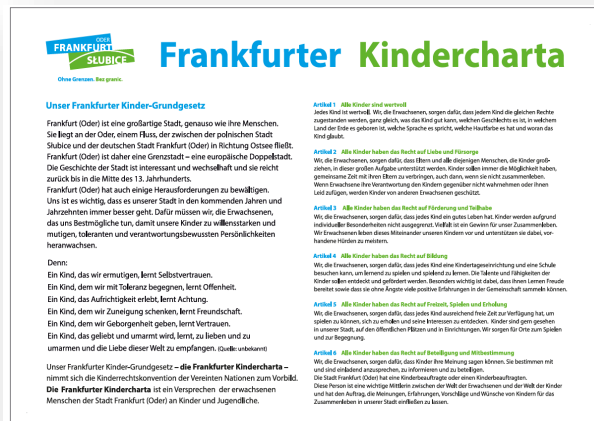 ODER
FRANKFURT
SŁUBICE
Ohne Grenzen. Bez granic.
Frankfurter Kindercharta
Unser Frankfurter Kinder-Grundgesetz
Frankfurt (Oder) ist eine großartige Stadt, genauso wie ihre Menschen.
Sie liegt an der Oder, einem Fluss, der zwischen der polnischen Stadt
Słubice und der deutschen Stadt Frankfurt (Oder) in Richtung Ostsee fließt.
Frankfurt (Oder) ist daher eine Grenzstadt – eine europäische Doppelstadt.
Die Geschichte der Stadt ist interessant und wechselhaft und sie reicht
zurück bis in die Mitte des 13. Jahrhunderts.
Frankfurt (Oder) hat auch einige Herausforderungen zu bewältigen.
Uns ist es wichtig, dass es unserer Stadt in den kommenden Jahren und
Jahrzehnten immer besser geht. Dafür müssen wir, die Erwachsenen,
das uns Bestmögliche tun, damit unsere Kinder zu willensstarken und
mutigen, toleranten und verantwortungsbewussten Persönlichkeiten
heranwachsen.
Denn:
Ein Kind, das wir ermutigen, lernt Selbstvertrauen.
Ein Kind, dem wir mit Toleranz begegnen, lernt Offenheit.
Ein Kind, das Aufrichtigkeit erlebt, lernt Achtung.
Ein Kind, dem wir Zuneigung schenken, lernt Freundschaft.
Ein Kind, dem wir Geborgenheit geben, lernt Vertrauen.
Ein Kind, das geliebt und umarmt wird, lernt, zu lieben und zu
umarmen und die Liebe dieser Welt zu empfangen. (Quelle: unbekannt)
Unser Frankfurter Kinder-Grundgesetz – die Frankfurter Kindercharta –
nimmt sich die Kinderrechtskonvention der Vereinten Nationen zum Vorbild.
Die Frankfurter Kindercharta ist ein Versprechen der erwachsenen
Menschen der Stadt Frankfurt (Oder) an Kinder und Jugendliche.
Artikel 1 Alle Kinder sind wertvoll
Jedes Kind ist wertvoll. Wir, die Erwachsenen, sorgen dafür, dass jedem Kind die gleichen Rechte
zugestanden werden, ganz gleich, was das Kind gut kann, welchen Geschlechts es ist, in welchem
Land der Erde es geboren ist, welche Sprache es spricht, welche Hautfarbe es hat und woran das
Kind glaubt.
Artikel 2 Alle Kinder haben das Recht auf Liebe und Fürsorge
Wir, die Erwachsenen, sorgen dafür, dass Eltern und alle diejenigen Menschen, die Kinder groß-
ziehen, in dieser großen Aufgabe unterstützt werden. Kinder sollen immer die Möglichkeit haben,
gemeinsame Zeit mit ihren Eltern zu verbringen, auch dann, wenn sie nicht zusammenleben.
Wenn Erwachsene ihre Verantwortung den Kindern gegenüber nicht wahrnehmen oder ihnen
Leid zufügen, werden Kinder von anderen Erwachsenen geschützt.
Artikel 3 Alle Kinder haben das Recht auf Förderung und Teilhabe
Wir, die Erwachsenen, sorgen dafür, dass jedes Kind ein gutes Leben hat. Kinder werden aufgrund
individueller Besonderheiten nicht ausgegrenzt. Vielfalt ist ein Gewinn für unser Zusammenleben.
Wir Erwachsenen leben dieses Miteinander unseren Kindern vor und unterstützen sie dabei, vor-
handene Hürden zu meistern.
Artikel 4 Alle Kinder haben das Recht auf Bildung
Wir, die Erwachsenen, sorgen dafür, dass jedes Kind eine Kindertageseinrichtung und eine Schule
besuchen kann, um lernend zu spielen und spielend zu lernen. Die Talente und Fähigkeiten der
Kinder sollen entdeckt und gefördert werden. Besonders wichtig ist dabei, dass ihnen Lernen Freude
bereitet sowie dass sie ohne Ängste viele positive Erfahrungen in der Gemeinschaft sammeln können.
Artikel 5 Alle Kinder haben das Recht auf Freizeit, Spielen und Erholung
Wir, die Erwachsenen, sorgen dafür, dass jedes Kind ausreichend freie Zeit zur Verfügung hat, um
spielen zu können, sich zu erholen und seine Interessen zu entdecken. Kinder sind gern gesehen
in unserer Stadt, auf den öffentlichen Plätzen und in Einrichtungen. Wir sorgen für Orte zum Spielen
und zur Begegnung.
Artikel 6 Alle Kinder haben das Recht auf Beteiligung und Mitbestimmung
Wir, die Erwachsenen, sorgen dafür, dass Kinder ihre Meinung sagen können. Sie bestimmen mit
und sind einladend anzusprechen, zu informieren und zu beteiligen.
Die Stadt Frankfurt (Oder) hat eine Kinderbeauftragte oder einen Kinderbeauftragten.
Diese Person ist eine wichtige Mittlerin zwischen der Welt der Erwachsenen und der Welt der Kinder
und hat den Auftrag, die Meinungen, Erfahrungen, Vorschläge und Wünsche von Kindern für das
Zusammenleben in unserer Stadt einfließen zu lassen.